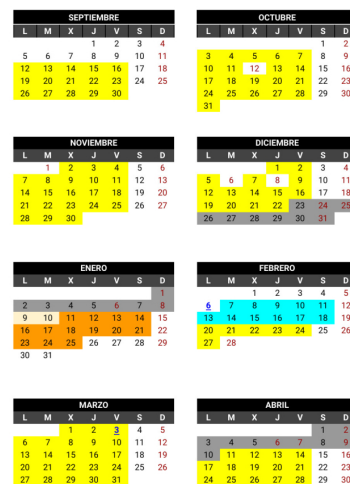 SEPTIEMBRE
L M X J V S D
1 2 3 4
5 6 7 8 9 10 11
12 13 14 15 16 17 18
19 20 21 22 23 24 25
26 27 28 29 30
OCTUBRE
L M X J V S D
1 2
3 4 5 6 7 8 9
10 11 12 13 14 15 16
17 18 19 20 21 22 23
24 25 26 27 28 29 30
31
NOVIEMBRE
L M X J V S D
1 2 3 4 5 6
7 8 9 10 11 12 13
14 15 16 17 18 19 20
21 22 23 24 25 26 27
28 29 30
DICIEMBRE
L M X J V S D
1 2 3 4
5 6 7 8 9 10 11
12 13 14 15 16 17 18
19 20 21 22 23 24 25
26 27 28 29 30 31
ENERO
L M X J V S D
1
2 3 4 5 6 7 8
9 10 11 12 13 14 15
16 17 18 19 20 21 22
23 24 25 26 27 28 29
30 31
FEBRERO
L M X J V S D
1 2 3 4 5
6 7 8 9 10 11 12
13 14 15 16 17 18 19
20 21 22 23 24 25 26
27 28
MARZO
L M X J V S D
1 2 3 4 5
6 7 8 9 10 11 12
13 14 15 16 17 18 19
20 21 22 23 24 25 26
27 28 29 30 31
ABRIL
L M X J V S D
1 2
3 4 5 6 7 8 9
10 11 12 13 14 15 16
17 18 19 20 21 22 23
24 25 26 27 28 29 30